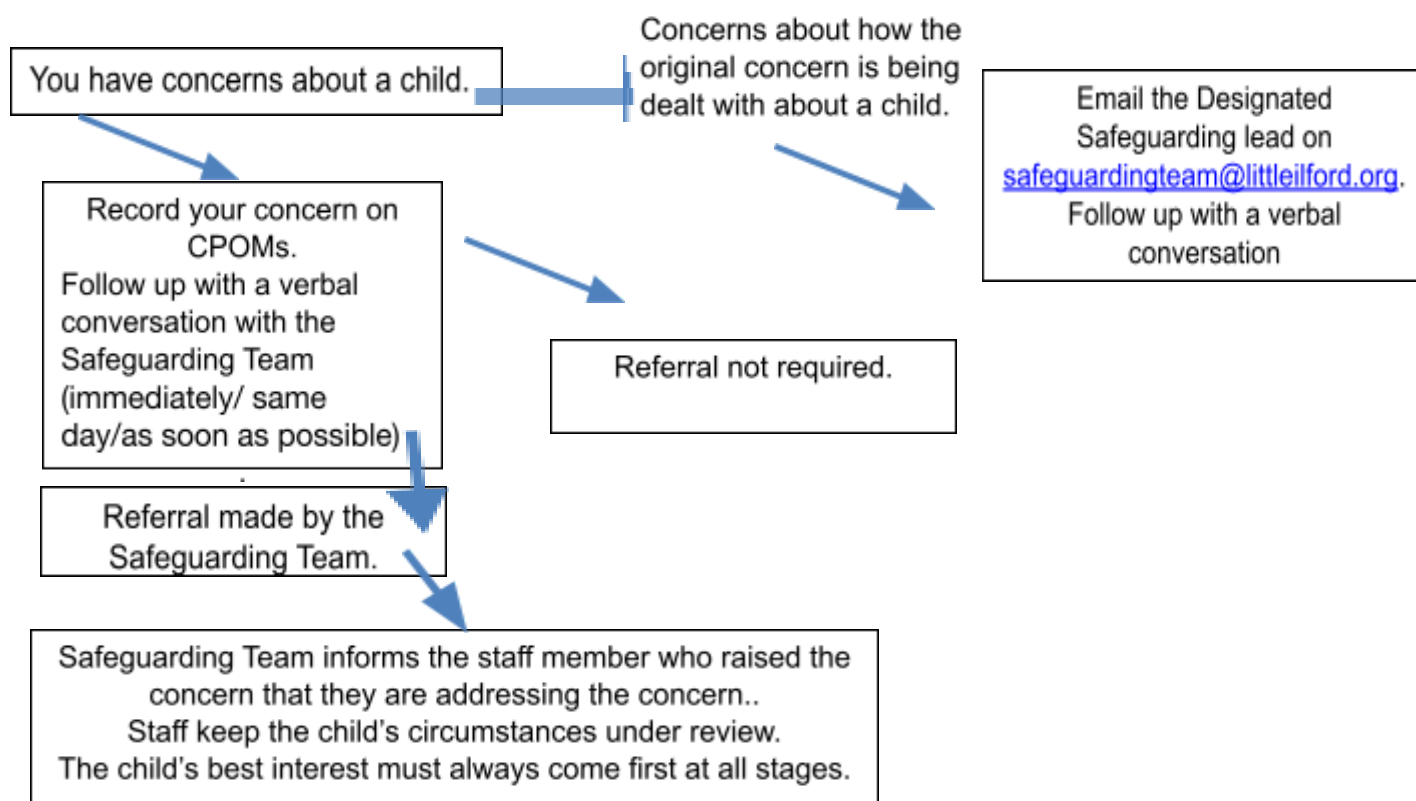 You have concerns about a child.
Concerns about how the
original concern is being
dealt with about a child.
Email the Designated
Safeguarding lead on
safeguardingteam@littleilford.org.
Follow up with a verbal
conversation
Record your concern on
CPOMs.
Follow up with a verbal
conversation with the
Safeguarding Team
(immediately/ same
day/as soon as possible)
.
Referral not required.
Referral made by the
Safeguarding Team.
Safeguarding Team informs the staff member who raised the
concern that they are addressing the concern..
Staff keep the child’s circumstances under review.
The child’s best interest must always come first at all stages.